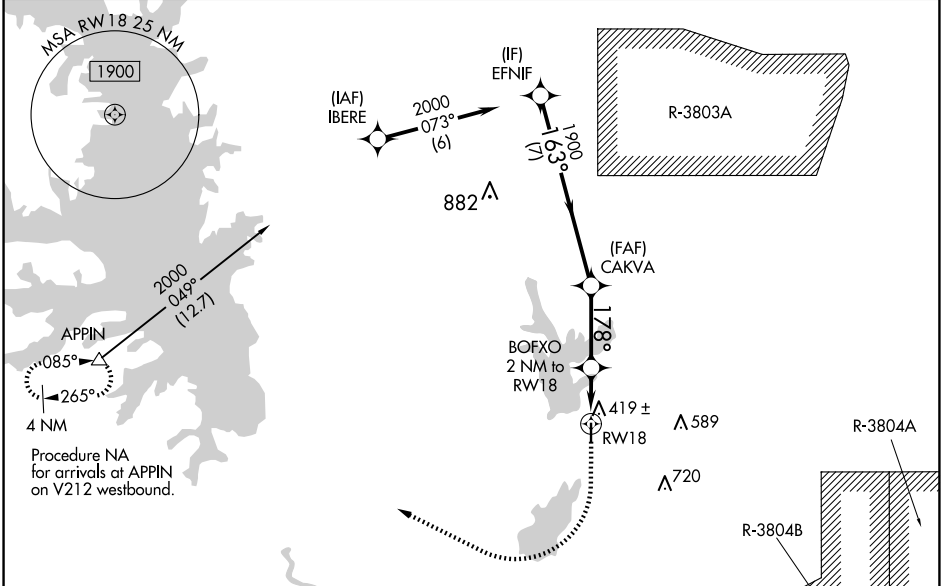 MSA RW18 25 NM
1900
(IAF)
IBERE
2000
073°
(6)
(IF)
EFNIF
1900
163°
(7)
R-3803A
882
(FAF)
CAKVA
178°
BOFXO
2 NM to
RW18
419 ±
RW18
589
720
2000
049°
(12.7)
APPIN
085°
265°
4 NM
Procedure NA
for arrivals at APPIN
on V212 westbound.
R-3804A
R-3804B